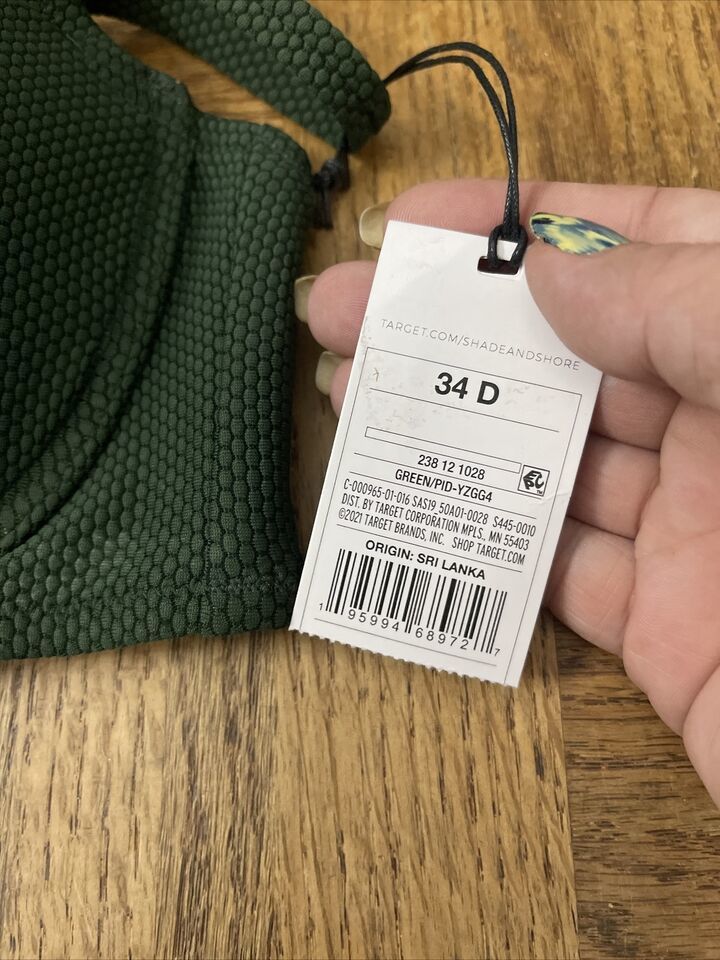 TARGET.COM/SHADEANDSHORE
34 D
238 12 1028
GREEN/PID-YZGG4
C-000965-01-016 SAS19 50A01-0028 S445-0010
DIST. BY TARGET CORPORATION MPLS., MN 55403
©2021 TARGET BRANDS, INC. SHOP TARGET.COM
ORIGIN: SRI LANKA
1 95994 68972 7